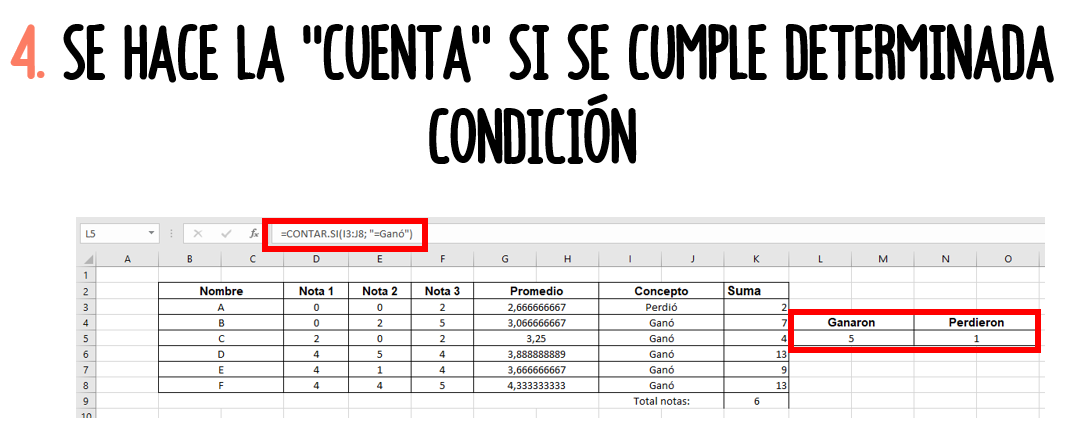 4. SE HACE LA "CUENTA" SI SE CUMPLE DETERMINADA
CONDICIÓN
L5 fx =CONTAR.SI(I3:J8; "=Ganó")
A B C D E F G H I J K L M N O
1
2 Nombre Nota 1 Nota 2 Nota 3 Promedio Concepto Suma
3 A 0 0 2 2,666666667 Perdió 2
4 B 0 2 5 3,066666667 Ganó 7 Ganaron Perdieron
5 C 2 0 2 3,25 Ganó 4 5 1
6 D 4 5 4 3,888888889 Ganó 13
7 E 4 1 4 3,666666667 Ganó 9
8 F 4 4 5 4,333333333 Ganó 13
9 Total notas: 6
10